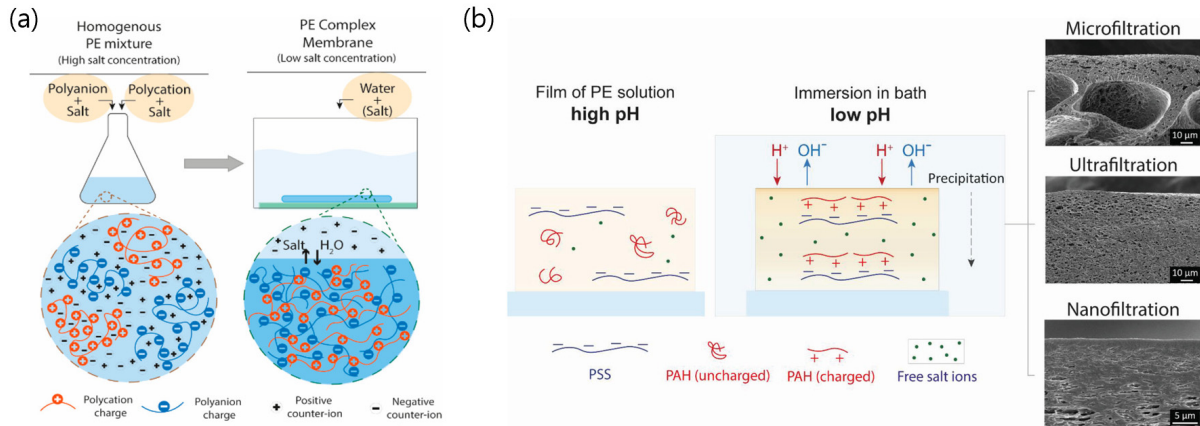 (a)
Homogenous
PE mixture
(High salt concentration)
PE Complex
Membrane
(Low salt concentration)
Polyanion
+
Salt
Polycation
+
Salt
Water
+
(Salt)
Salt
H₂O
Polycation
charge
Polyanion
charge
Positive
counter-ion
Negative
counter-ion
(b)
Film of PE solution
high pH
Immersion in bath
low pH
H⁺
OH⁻
H⁺
OH⁻
Precipitation
PSS
PAH (uncharged)
PAH (charged)
Free salt ions
Microfiltration
10 µm
Ultrafiltration
10 µm
Nanofiltration
5 µm